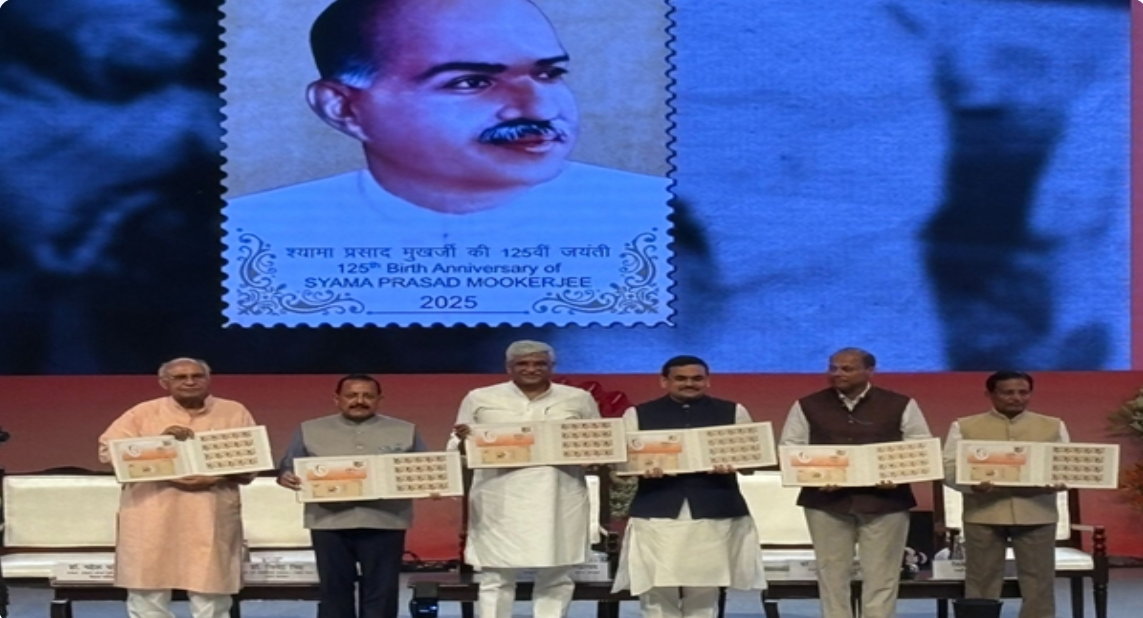 श्यामा प्रसाद मुखर्जी की 125वीं जयंती
125th Birth Anniversary of
SYAMA PRASAD MOOKERJEE
2025